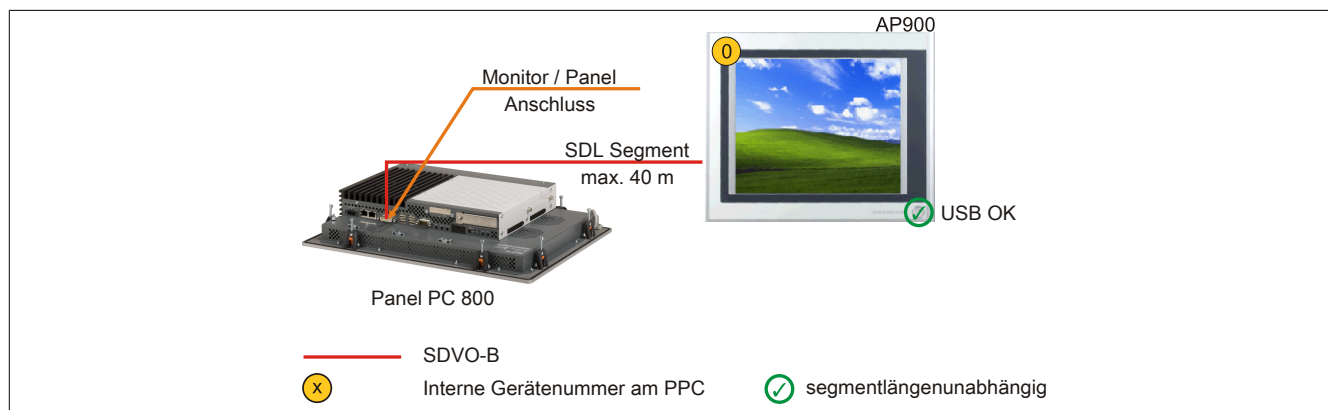 AP900
0
Monitor / Panel
Anschluss
SDL Segment
max. 40 m
USB OK
Panel PC 800
SDVO-B
x Interne Gerätenummer am PPC
segmentlängenunabhängig